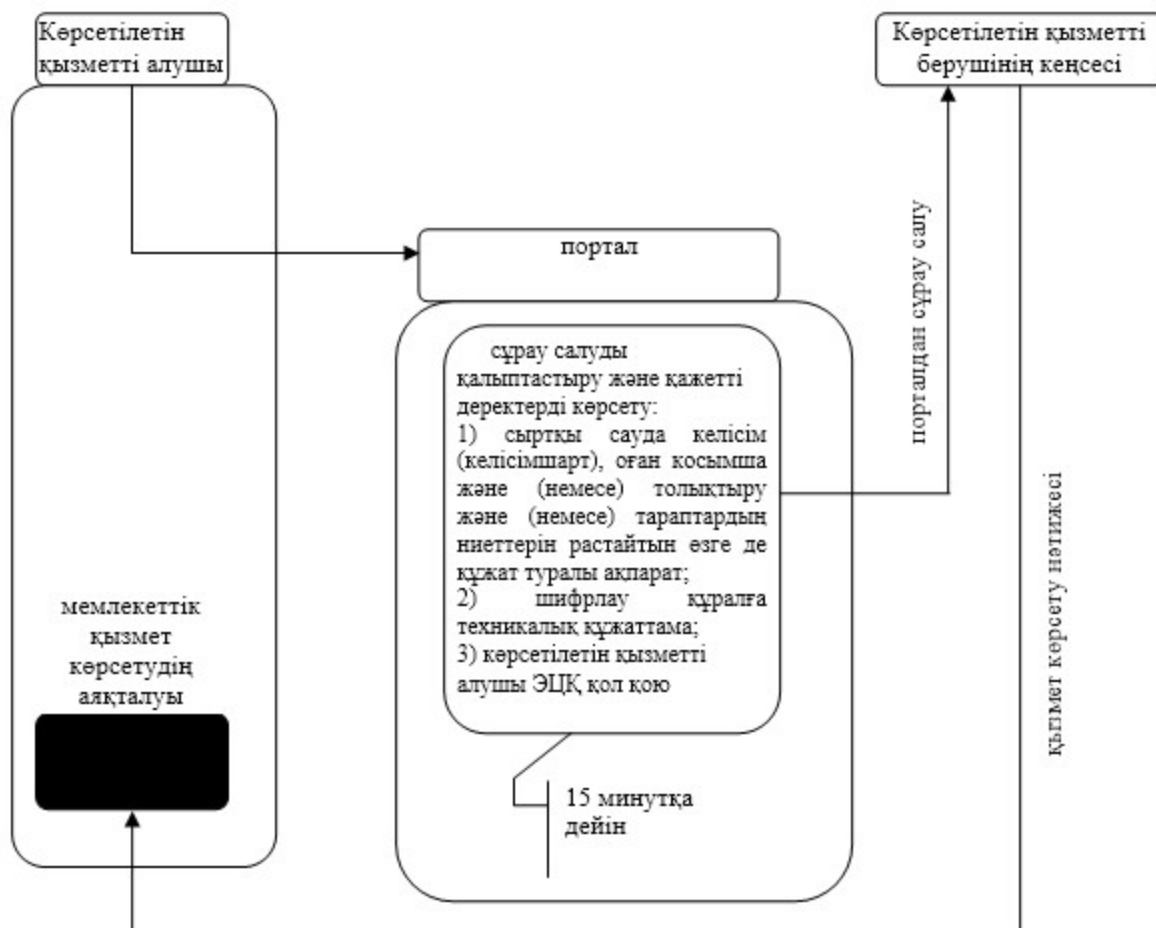 Көрсетілетін
қызметті алушы
Көрсетілетін қызметті
берушінің кеңсесі
портал
порталдан сұрау салу
сұрау салуды
қалыптастыру және қажетті
деректерді көрсету:
1) сыртқы сауда келісім
(келісімшарт), оған косымша
және (немесе) толықтыру
және (немесе) тараптардың
ниеттерін растайтын өзге де
құжат туралы ақпарат;
2) шифрлау құралға
техникалық құжаттама;
3) көрсетілетін қызметті
алушы ЭЦҚ қол қою
қызмет көрсету нәтижесі
мемлекеттік
қызмет
көрсетудің
аяқталуы
15 минутқа
дейін